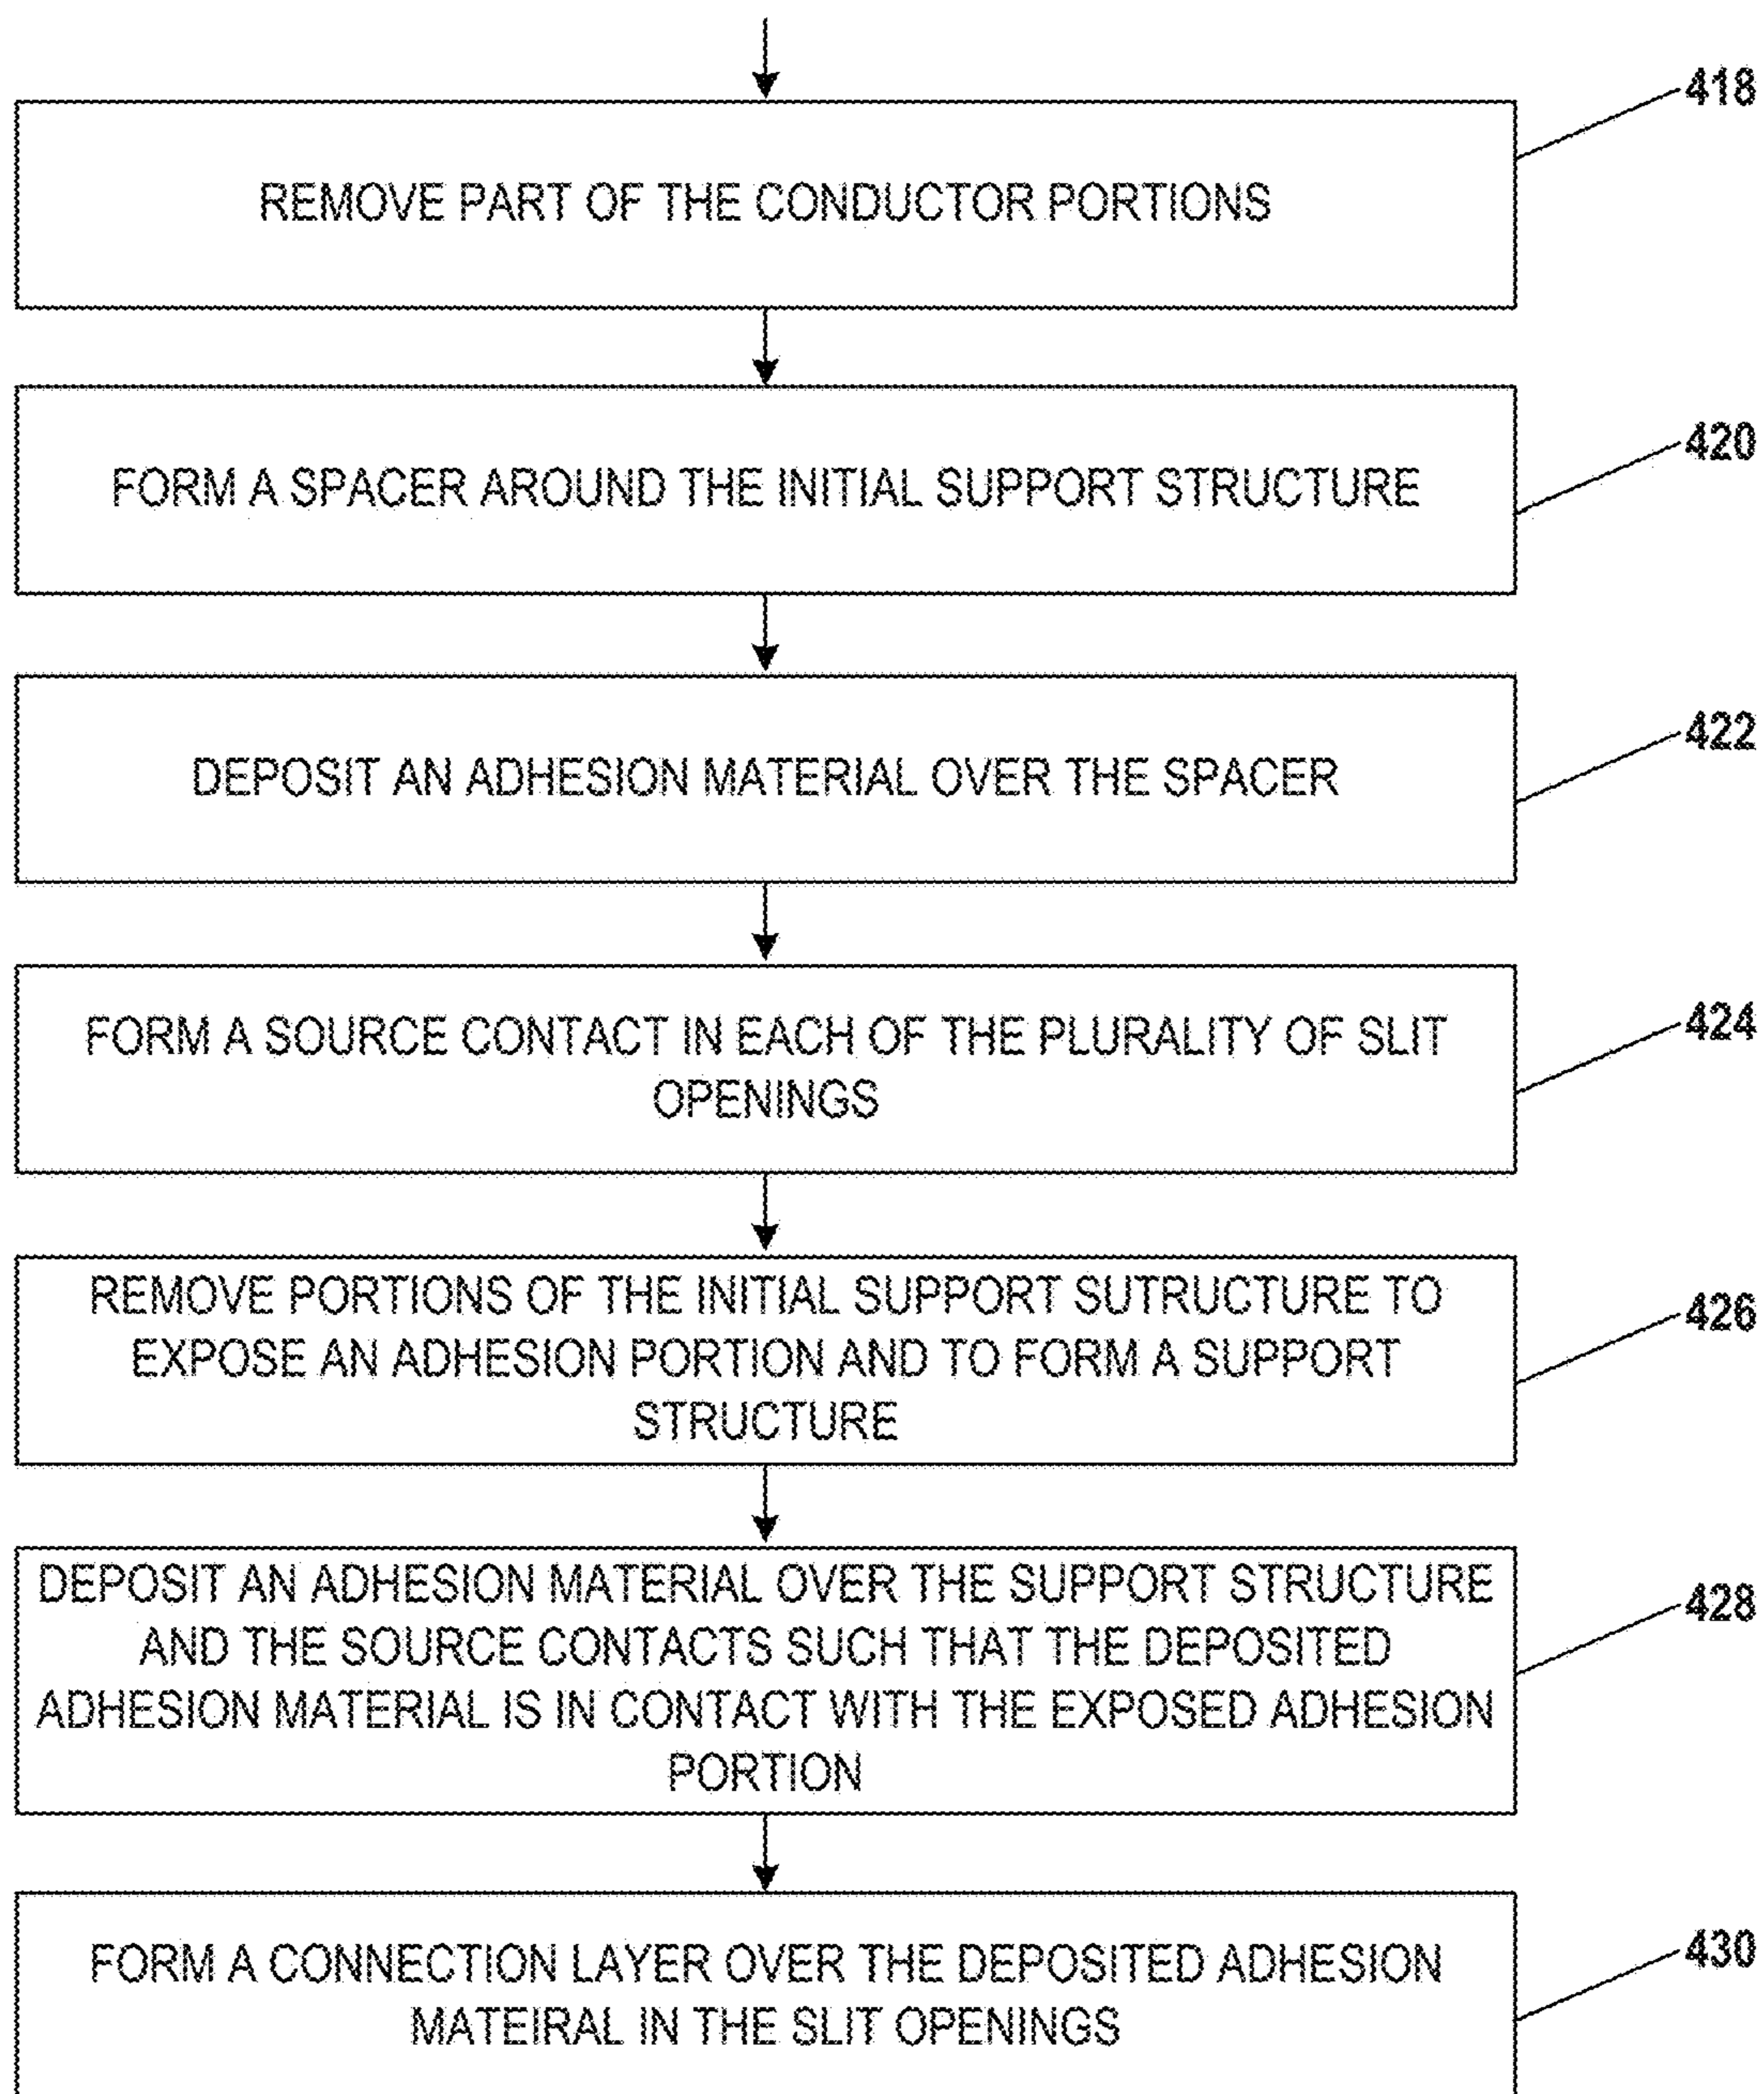 418
REMOVE PART OF THE CONDUCTOR PORTIONS
420
FORM A SPACER AROUND THE INITIAL SUPPORT STRUCTURE
422
DEPOSIT AN ADHESION MATERIAL OVER THE SPACER
424
FORM A SOURCE CONTACT IN EACH OF THE PLURALITY OF SLIT
OPENINGS
426
REMOVE PORTIONS OF THE INITIAL SUPPORT SUTRUCTURE TO
EXPOSE AN ADHESION PORTION AND TO FORM A SUPPORT
STRUCTURE
428
DEPOSIT AN ADHESION MATERIAL OVER THE SUPPORT STRUCTURE
AND THE SOURCE CONTACTS SUCH THAT THE DEPOSITED
ADHESION MATERIAL IS IN CONTACT WITH THE EXPOSED ADHESION
PORTION
430
FORM A CONNECTION LAYER OVER THE DEPOSITED ADHESION
MATEIRAL IN THE SLIT OPENINGS